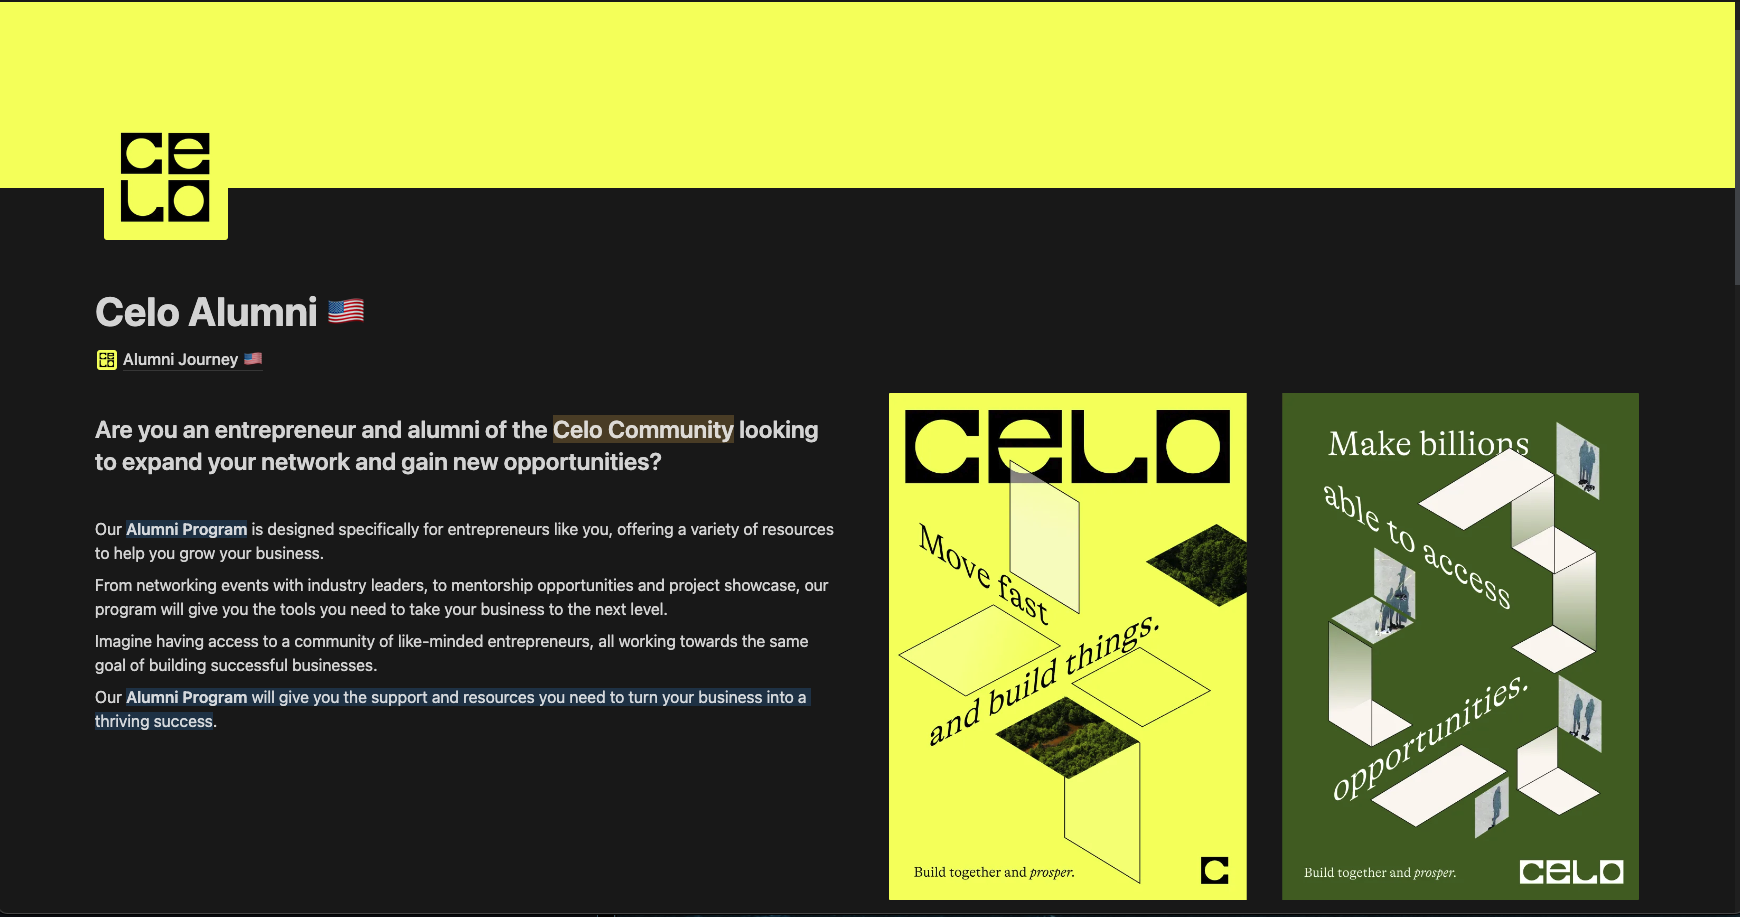 CELO
Celo Alumni 🇺🇸
CELO Alumni Journey 🇺🇸
Are you an entrepreneur and alumni of the Celo Community looking
to expand your network and gain new opportunities?
Our Alumni Program is designed specifically for entrepreneurs like you, offering a variety of resources
to help you grow your business.
From networking events with industry leaders, to mentorship opportunities and project showcase, our
program will give you the tools you need to take your business to the next level.
Imagine having access to a community of like-minded entrepreneurs, all working towards the same
goal of building successful businesses.
Our Alumni Program will give you the support and resources you need to turn your business into a
thriving success.
CELO
Move fast
and build things.
Build together and prosper.
C
Make billions
able to access
opportunities.
Build together and prosper.
CELO